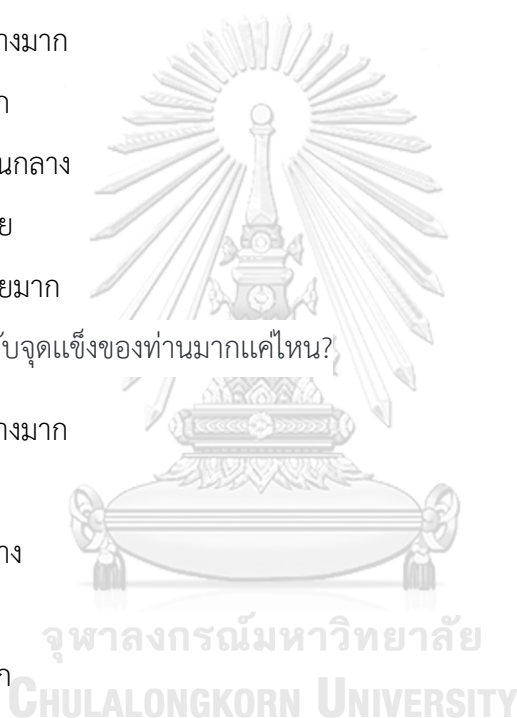 างมาก
ก
นกลาง
ย
ยมาก
ับจุดแข็งของท่านมากแค่ไหน?
างมาก
าง
ก
จุฬาลงกรณ์มหาวิทยาลัย
CHULALONGKORN UNIVERSITY